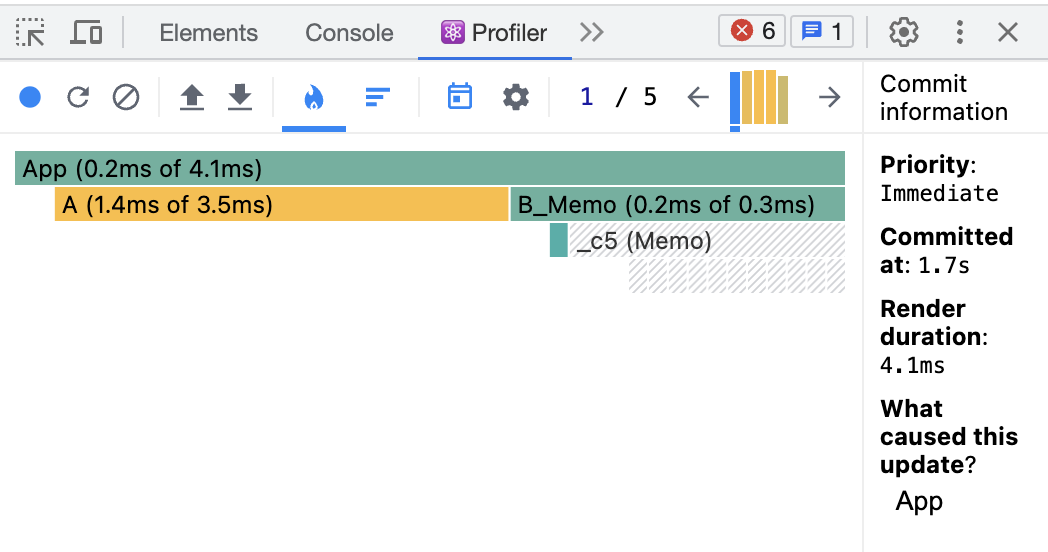 Elements Console Profiler 6 1
1 / 5
Commit
information
App (0.2ms of 4.1ms)
A (1.4ms of 3.5ms) B_Memo (0.2ms of 0.3ms)
_c5 (Memo)
Priority:
Immediate
Committed
at: 1.7s
Render
duration:
4.1ms
What
caused this
update?
App